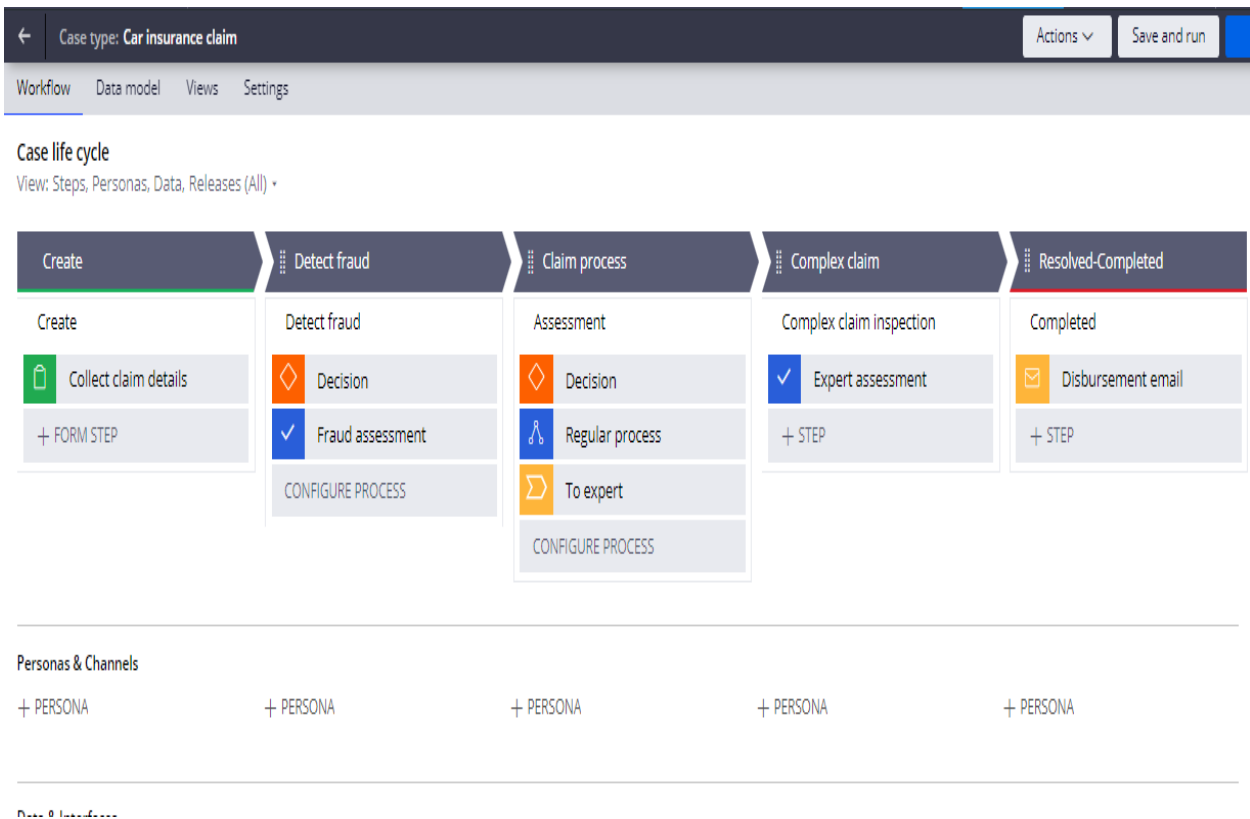 Case type: Car insurance claim
Actions
Save and run
Workflow Data model Views Settings
Case life cycle
View: Steps, Personas, Data, Releases (All)
Create
Detect fraud
Claim process
Complex claim
Resolved-Completed
Create
Collect claim details
+ FORM STEP
Detect fraud
Decision
Fraud assessment
CONFIGURE PROCESS
Assessment
Decision
Regular process
To expert
CONFIGURE PROCESS
Complex claim inspection
Expert assessment
+ STEP
Completed
Disbursement email
+ STEP
Personas & Channels
+ PERSONA + PERSONA + PERSONA + PERSONA + PERSONA
Data & Interfaces